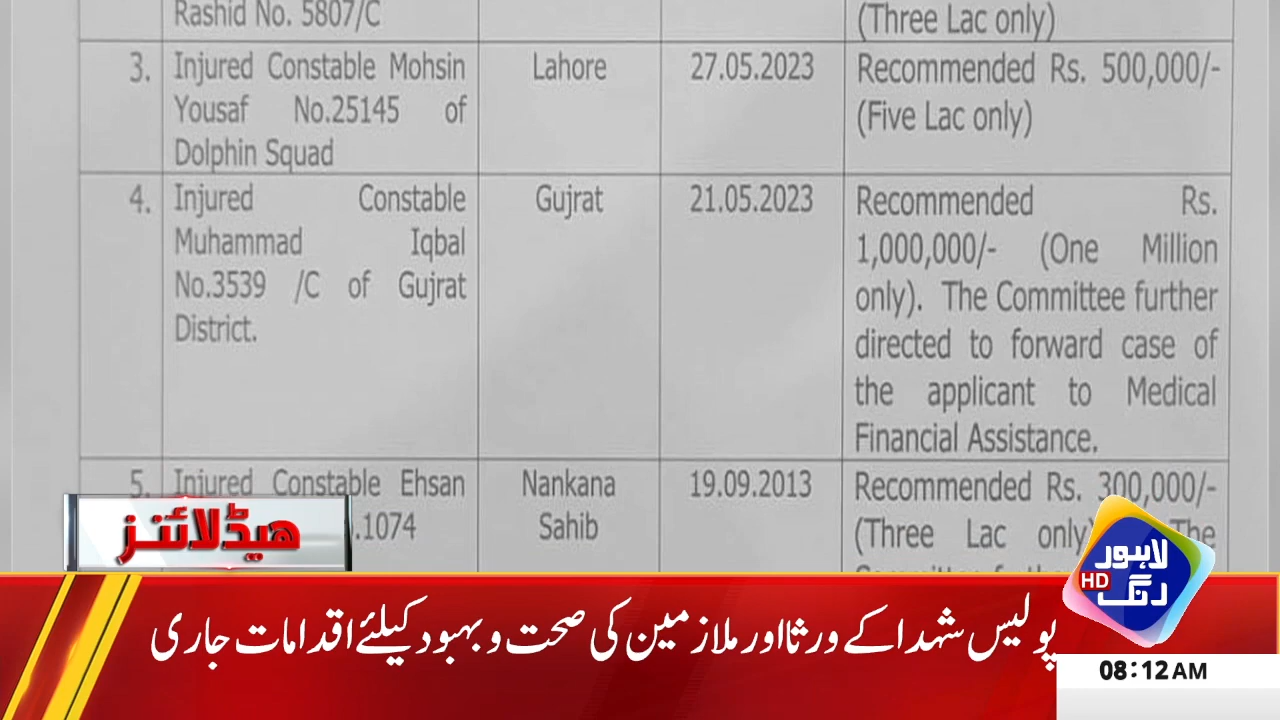 Rashid No. 5807/C
(Three Lac only)
3. Injured Constable Mohsin Lahore 27.05.2023 Recommended Rs. 500,000/-
Yousaf No.25145 of (Five Lac only)
Dolphin Squad
4. Injured Constable Gujrat 21.05.2023 Recommended Rs.
Muhammad Iqbal 1,000,000/- (One Million
No.3539 /C of Gujrat only). The Committee further
District. directed to forward case of
the applicant to Medical
Financial Assistance.
5. Injured Constable Ehsan Nankana 19.09.2013 Recommended Rs. 300,000/-
.1074 Sahib (Three Lac only) The
ہیڈلائنز
لاہور
رنگ
HD
پولیس شہدا کے ورثا اور ملازمین کی صحت و بہبود کیلئے اقدامات جاری
08:12 AM